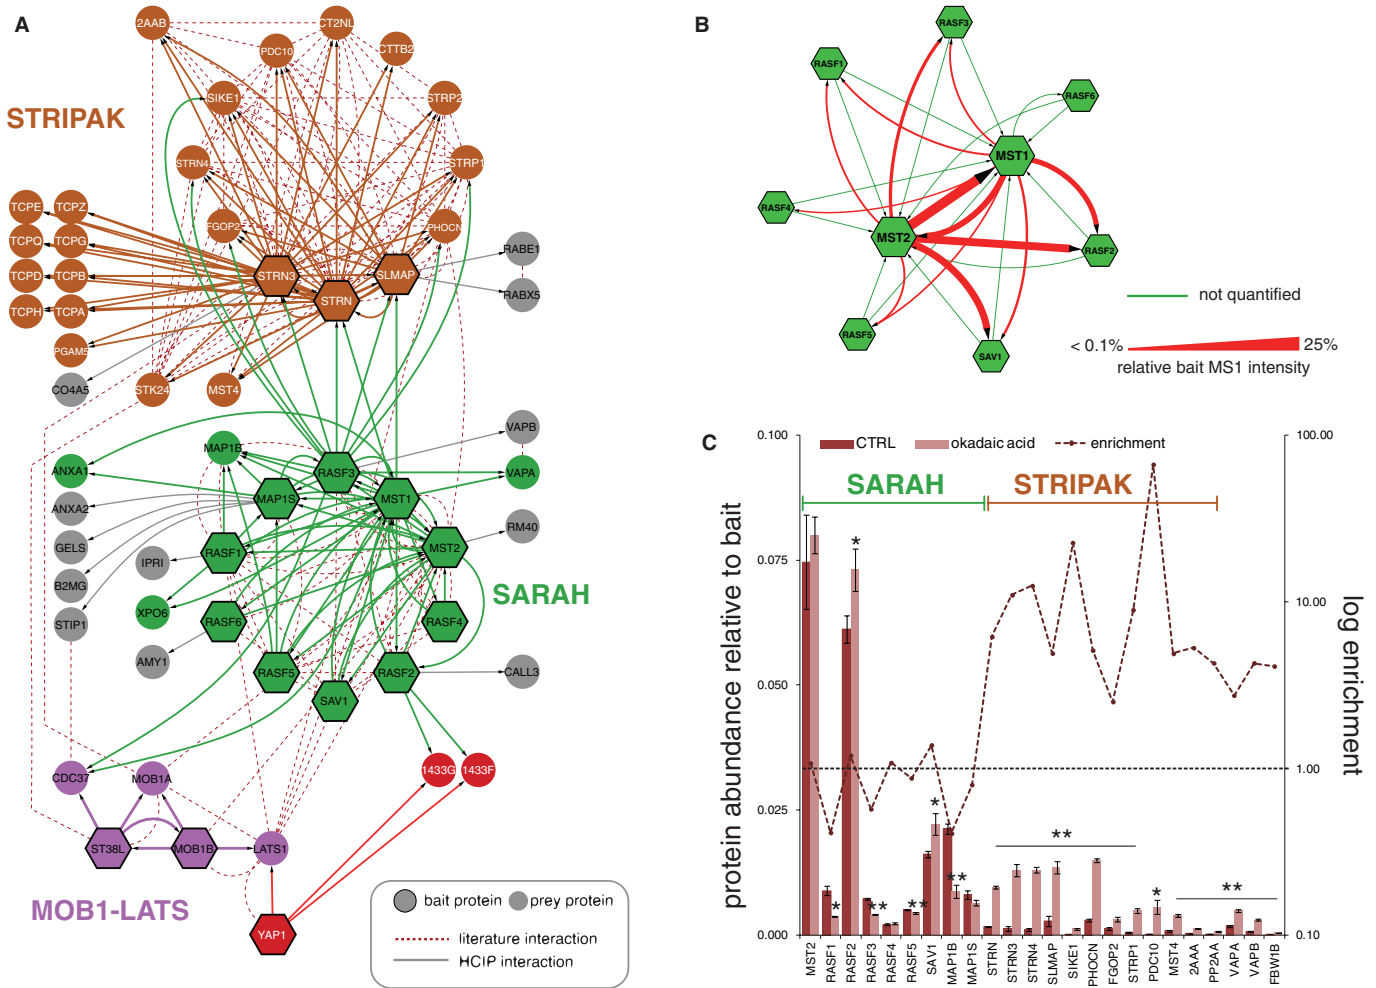 A
STRIPAK
2AAB
CT2NL
PDC10
CTTB2
SIKE1
STRP2
STRN4
STRP1
TCPE
TCPZ
FGOP2
PHOCN
TCPQ
TCPG
RABE1
TCPD
TCPB
STRN3
SLMAP
STRN
RABX5
TCPH
TCPA
PGAM5
CO4A5
STK24
MST4
MAP1B
VAPB
ANXA1
RASF3
VAPA
ANXA2
MAP1S
MST1
GELS
IPRI
RASF1
MST2
RM40
B2MG
XPO6
SARAH
STIP1
RASF6
RASF4
AMY1
RASF5
RASF2
CALL3
SAV1
CDC37
MOB1A
1433G
1433F
ST38L
MOB1B
LATS1
MOB1-LATS
YAP1
bait protein
prey protein
literature interaction
HCIP interaction
B
RASF3
RASF1
RASF6
MST1
RASF4
MST2
RASF2
RASF5
SAV1
not quantified
< 0.1%
25%
relative bait MS1 intensity
C
CTRL
okadaic acid
enrichment
SARAH
STRIPAK
protein abundance relative to bait
0.100
0.075
0.050
0.025
0.000
log enrichment
100.00
10.00
1.00
0.10
*
*
**
**
*
**
**
*
**
MST2
RASF1
RASF2
RASF3
RASF4
RASF5
SAV1
MAP1B
MAP1S
STRN
STRN3
STRN4
SLMAP
SIKE1
PHOCN
FGOP2
STRP1
PDC10
MST4
2AAA
PP2AA
VAPA
VAPB
FBW1B